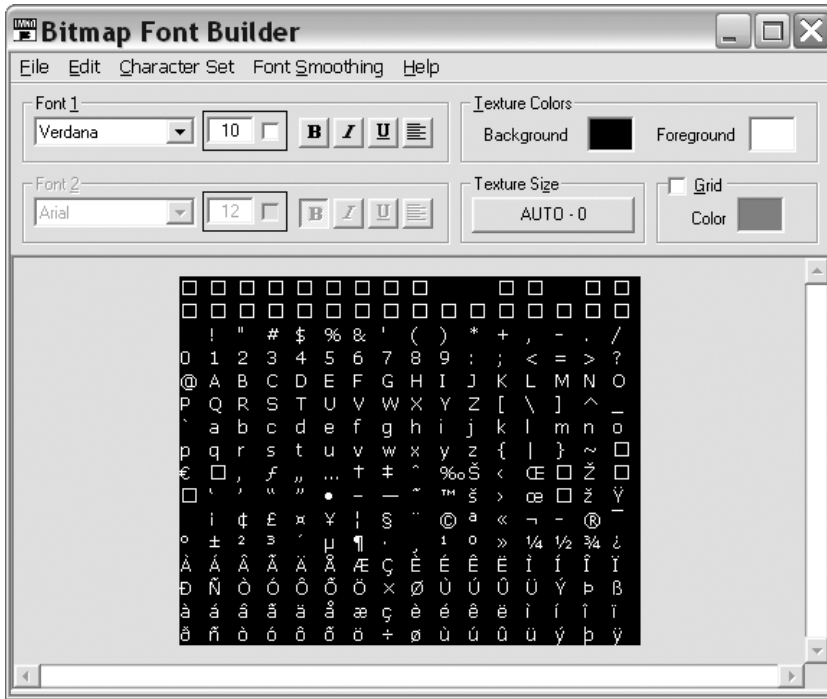 Bitmap Font Builder
File Edit Character Set Font Smoothing Help
Font 1
Verdana 10 B I U
Texture Colors
Background Foreground
Font 2
Arial 12 B I U
Texture Size
AUTO - 0
Grid
Color
! " # $ % & ' ( ) * + , - . /
0 1 2 3 4 5 6 7 8 9 : ; < = > ?
@ A B C D E F G H I J K L M N O
P Q R S T U V W X Y Z [ \ ] ^ _
` a b c d e f g h i j k l m n o
p q r s t u v w x y z { | } ~ □
€ □ ‚ ƒ „ … † ‡ ˆ ‰ Š ‹ Œ □ Ž □
□ ‘ ’ “ ” • – — ˜ ™ š › œ □ ž Ÿ
¡ ¢ £ ¤ ¥ ¦ § ¨ © ª « ¬ - ® ¯
° ± ² ³ ´ µ ¶ · ¸ ¹ º » ¼ ½ ¾ ¿
À Á Â Ã Ä Å Æ Ç È É Ê Ë Ì Í Î Ï
Ð Ñ Ò Ó Ô Õ Ö × Ø Ù Ú Û Ü Ý Þ ß
à á â ã ä å æ ç è é ê ë ì í î ï
ð ñ ò ó ô õ ö ÷ ø ù ú û ü ý þ ÿ